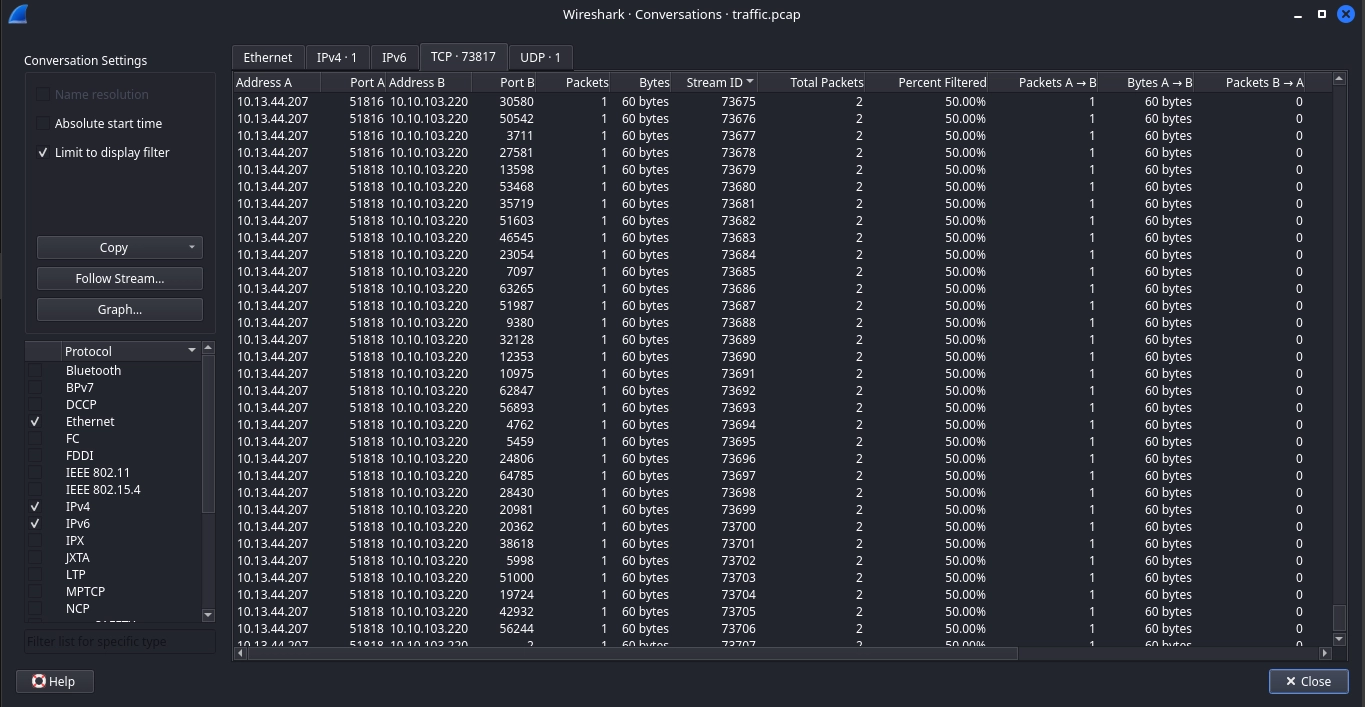 Wireshark · Conversations · traffic.pcap
Conversation Settings
Name resolution
Absolute start time
Limit to display filter
Copy
Follow Stream...
Graph...
Protocol
Bluetooth
BPv7
DCCP
Ethernet
FC
FDDI
IEEE 802.11
IEEE 802.15.4
IPv4
IPv6
IPX
JXTA
LTP
MPTCP
NCP
Filter list for specific type
Help
Ethernet IPv4 · 1 IPv6 TCP · 73817 UDP · 1
Address A Port A Address B Port B Packets Bytes Stream ID Total Packets Percent Filtered Packets A → B Bytes A → B Packets B → A
10.13.44.207 51816 10.10.103.220 30580 1 60 bytes 73675 2 50.00% 1 60 bytes 0
10.13.44.207 51816 10.10.103.220 50542 1 60 bytes 73676 2 50.00% 1 60 bytes 0
10.13.44.207 51816 10.10.103.220 3711 1 60 bytes 73677 2 50.00% 1 60 bytes 0
10.13.44.207 51816 10.10.103.220 27581 1 60 bytes 73678 2 50.00% 1 60 bytes 0
10.13.44.207 51818 10.10.103.220 13598 1 60 bytes 73679 2 50.00% 1 60 bytes 0
10.13.44.207 51818 10.10.103.220 53468 1 60 bytes 73680 2 50.00% 1 60 bytes 0
10.13.44.207 51818 10.10.103.220 35719 1 60 bytes 73681 2 50.00% 1 60 bytes 0
10.13.44.207 51818 10.10.103.220 51603 1 60 bytes 73682 2 50.00% 1 60 bytes 0
10.13.44.207 51818 10.10.103.220 46545 1 60 bytes 73683 2 50.00% 1 60 bytes 0
10.13.44.207 51818 10.10.103.220 23054 1 60 bytes 73684 2 50.00% 1 60 bytes 0
10.13.44.207 51818 10.10.103.220 7097 1 60 bytes 73685 2 50.00% 1 60 bytes 0
10.13.44.207 51818 10.10.103.220 63265 1 60 bytes 73686 2 50.00% 1 60 bytes 0
10.13.44.207 51818 10.10.103.220 51987 1 60 bytes 73687 2 50.00% 1 60 bytes 0
10.13.44.207 51818 10.10.103.220 9380 1 60 bytes 73688 2 50.00% 1 60 bytes 0
10.13.44.207 51818 10.10.103.220 32128 1 60 bytes 73689 2 50.00% 1 60 bytes 0
10.13.44.207 51818 10.10.103.220 12353 1 60 bytes 73690 2 50.00% 1 60 bytes 0
10.13.44.207 51818 10.10.103.220 10975 1 60 bytes 73691 2 50.00% 1 60 bytes 0
10.13.44.207 51818 10.10.103.220 62847 1 60 bytes 73692 2 50.00% 1 60 bytes 0
10.13.44.207 51818 10.10.103.220 56893 1 60 bytes 73693 2 50.00% 1 60 bytes 0
10.13.44.207 51818 10.10.103.220 4762 1 60 bytes 73694 2 50.00% 1 60 bytes 0
10.13.44.207 51818 10.10.103.220 5459 1 60 bytes 73695 2 50.00% 1 60 bytes 0
10.13.44.207 51818 10.10.103.220 24806 1 60 bytes 73696 2 50.00% 1 60 bytes 0
10.13.44.207 51818 10.10.103.220 64785 1 60 bytes 73697 2 50.00% 1 60 bytes 0
10.13.44.207 51818 10.10.103.220 28430 1 60 bytes 73698 2 50.00% 1 60 bytes 0
10.13.44.207 51818 10.10.103.220 20981 1 60 bytes 73699 2 50.00% 1 60 bytes 0
10.13.44.207 51818 10.10.103.220 20362 1 60 bytes 73700 2 50.00% 1 60 bytes 0
10.13.44.207 51818 10.10.103.220 38618 1 60 bytes 73701 2 50.00% 1 60 bytes 0
10.13.44.207 51818 10.10.103.220 5998 1 60 bytes 73702 2 50.00% 1 60 bytes 0
10.13.44.207 51818 10.10.103.220 51000 1 60 bytes 73703 2 50.00% 1 60 bytes 0
10.13.44.207 51818 10.10.103.220 19724 1 60 bytes 73704 2 50.00% 1 60 bytes 0
10.13.44.207 51818 10.10.103.220 42932 1 60 bytes 73705 2 50.00% 1 60 bytes 0
10.13.44.207 51818 10.10.103.220 56244 1 60 bytes 73706 2 50.00% 1 60 bytes 0
Close